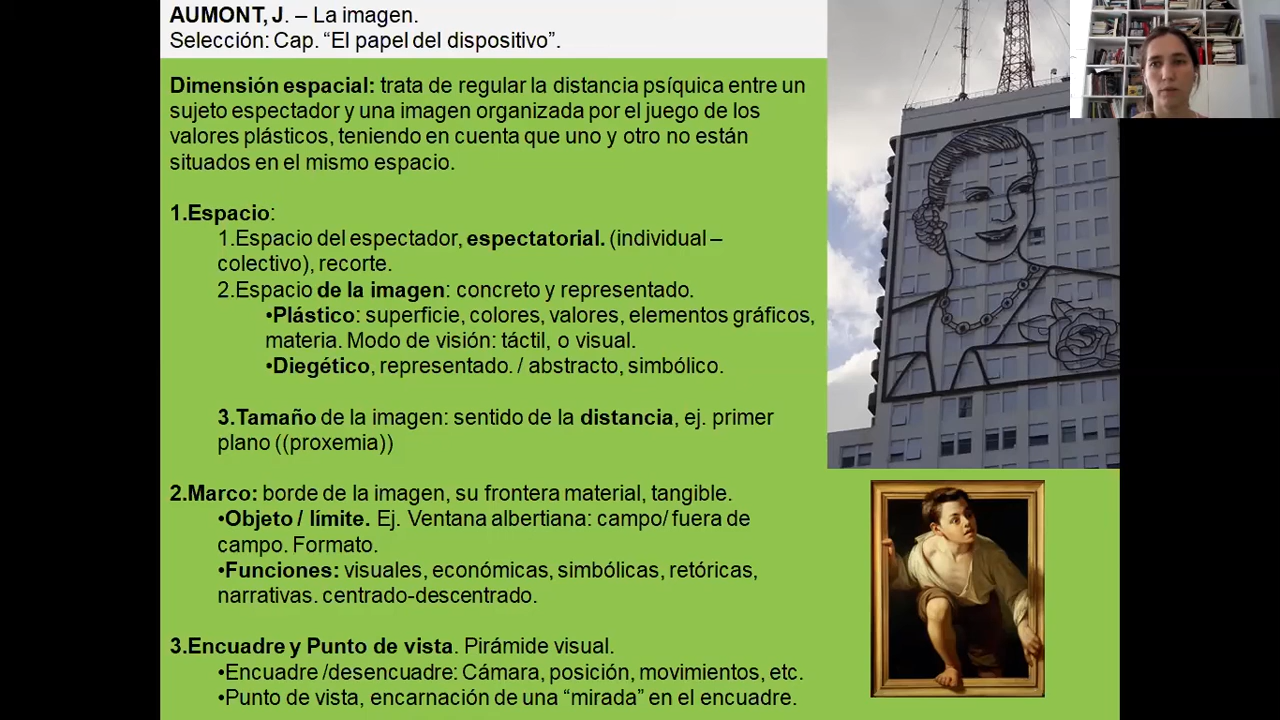 AUMONT, J. – La imagen.
Selección: Cap. “El papel del dispositivo”.
Dimensión espacial: trata de regular la distancia psíquica entre un
sujeto espectador y una imagen organizada por el juego de los
valores plásticos, teniendo en cuenta que uno y otro no están
situados en el mismo espacio.
1.Espacio:
1.Espacio del espectador, espectatorial. (individual –
colectivo), recorte.
2.Espacio de la imagen: concreto y representado.
•Plástico: superficie, colores, valores, elementos gráficos,
materia. Modo de visión: táctil, o visual.
•Diegético, representado. / abstracto, simbólico.
3.Tamaño de la imagen: sentido de la distancia, ej. primer
plano ((proxemia))
2.Marco: borde de la imagen, su frontera material, tangible.
•Objeto / límite. Ej. Ventana albertiana: campo/ fuera de
campo. Formato.
•Funciones: visuales, económicas, simbólicas, retóricas,
narrativas. centrado-descentrado.
3.Encuadre y Punto de vista. Pirámide visual.
•Encuadre /desencuadre: Cámara, posición, movimientos, etc.
•Punto de vista, encarnación de una “mirada” en el encuadre.